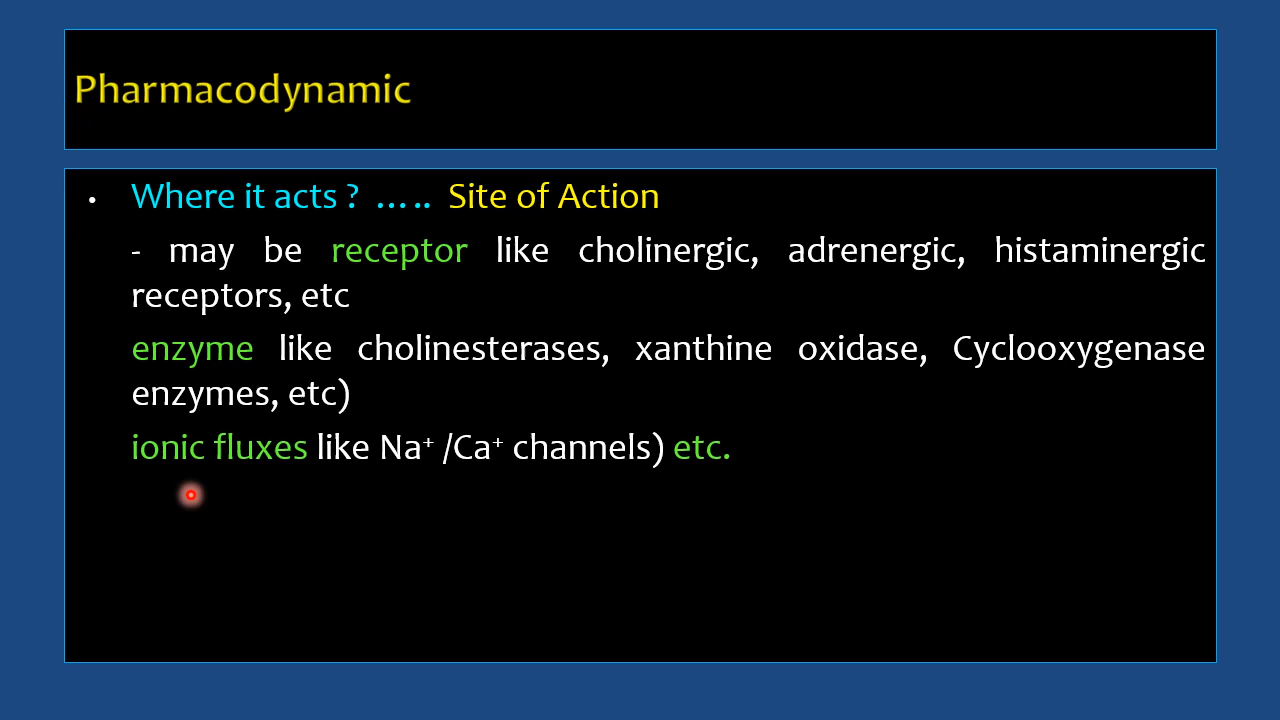 Pharmacodynamic
• Where it acts ? ….. Site of Action
- may be receptor like cholinergic, adrenergic, histaminergic
receptors, etc
enzyme like cholinesterases, xanthine oxidase, Cyclooxygenase
enzymes, etc)
ionic fluxes like Na⁺ /Ca⁺ channels) etc.